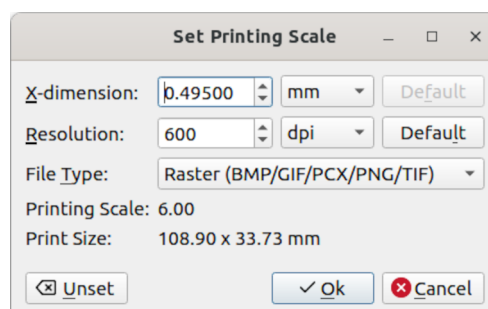 Set Printing Scale
X-dimension: 0.49500 mm Default
Resolution: 600 dpi Default
File Type: Raster (BMP/GIF/PCX/PNG/TIF)
Printing Scale: 6.00
Print Size: 108.90 x 33.73 mm
Unset Ok Cancel